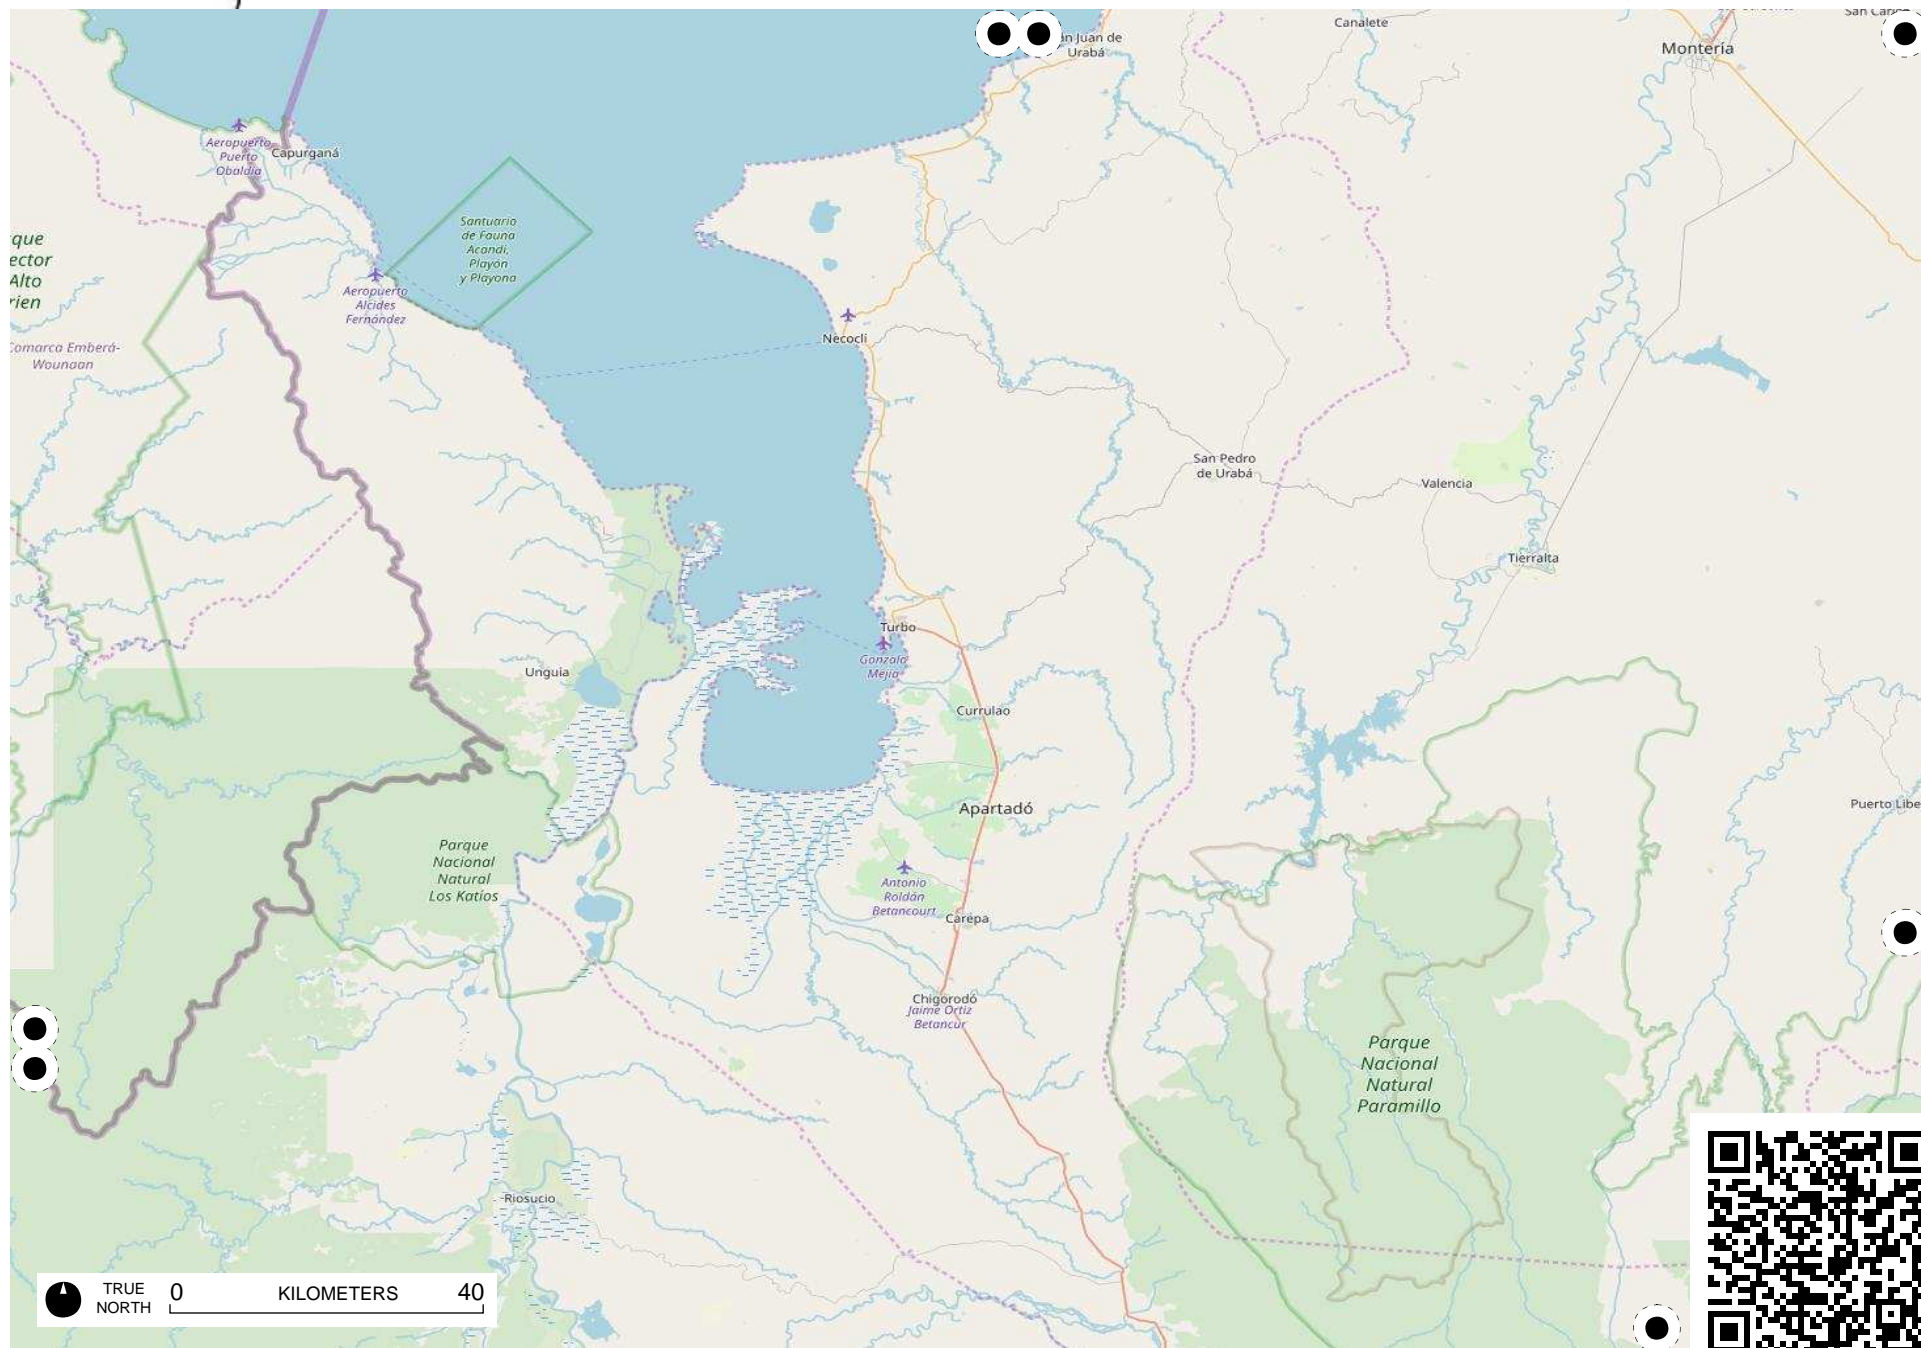 Canalete
Montería
an Juan de
Urabá
Aeropuerto
Puerto
Obaldía
Capurganá
Santuario
de Fauna
Acandi,
Playón
y Playona
que
ector
Alto
rien
Aeropuerto
Alcides
Fernández
Comarca Emberá-
Wounaan
Necoclí
San Pedro
de Urabá
Valencia
Tierralta
Turbo
Gonzalo
Mejía
Unguía
Currulao
Apartadó
Puerto Libe
Parque
Nacional
Natural
Los Katíos
Antonio
Roldán
Betancourt
Carepa
Chigorodó
Jaime Ortiz
Betancur
Parque
Nacional
Natural
Paramillo
Riosucio
TRUE
NORTH
0 KILOMETERS 40